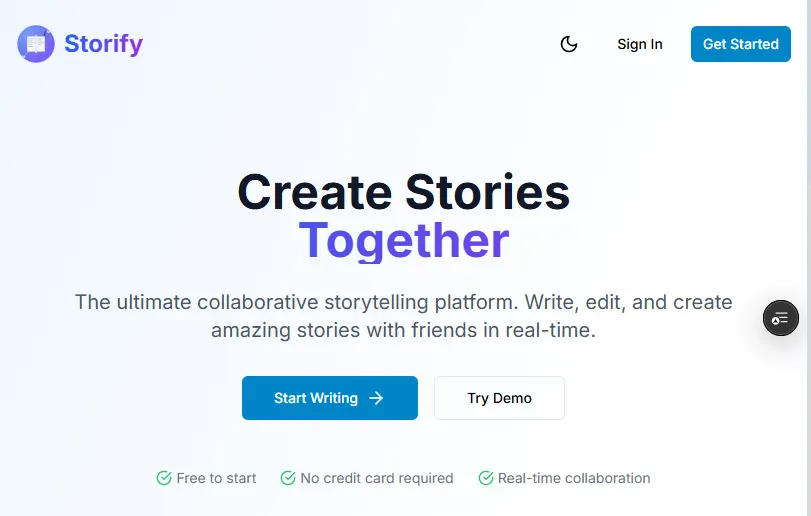 Storify
Sign In
Get Started
Create Stories
Together
The ultimate collaborative storytelling platform. Write, edit, and create
amazing stories with friends in real-time.
Start Writing
Try Demo
Free to start
No credit card required
Real-time collaboration